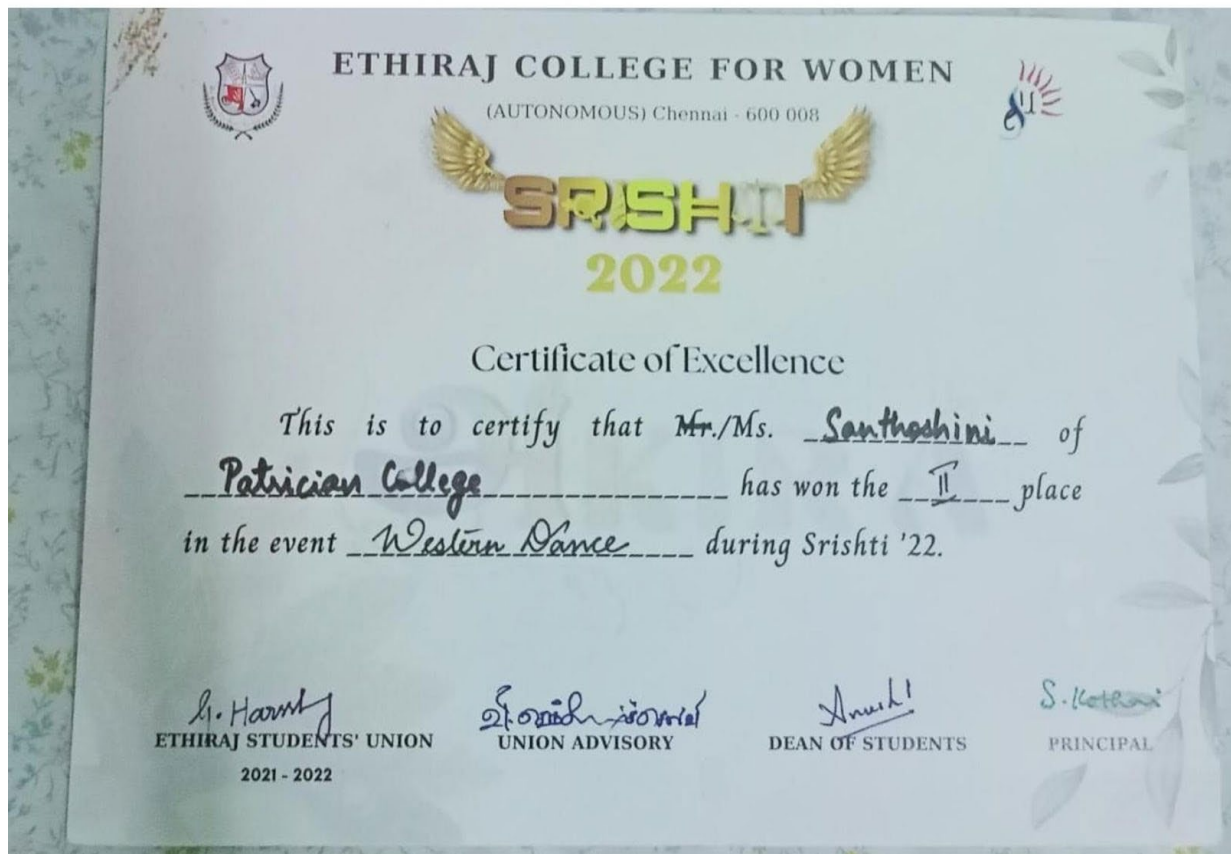 ETHIRAJ COLLEGE FOR WOMEN
(AUTONOMOUS) Chennai - 600 008
SRISHTI
2022
Certificate of Excellence
This is to certify that Mr./Ms. Santhoshini of
Patrician College has won the II place
in the event Western Dance during Srishti '22.
S. Kothai
ETHIRAJ STUDENTS' UNION UNION ADVISORY DEAN OF STUDENTS PRINCIPAL
2021 - 2022